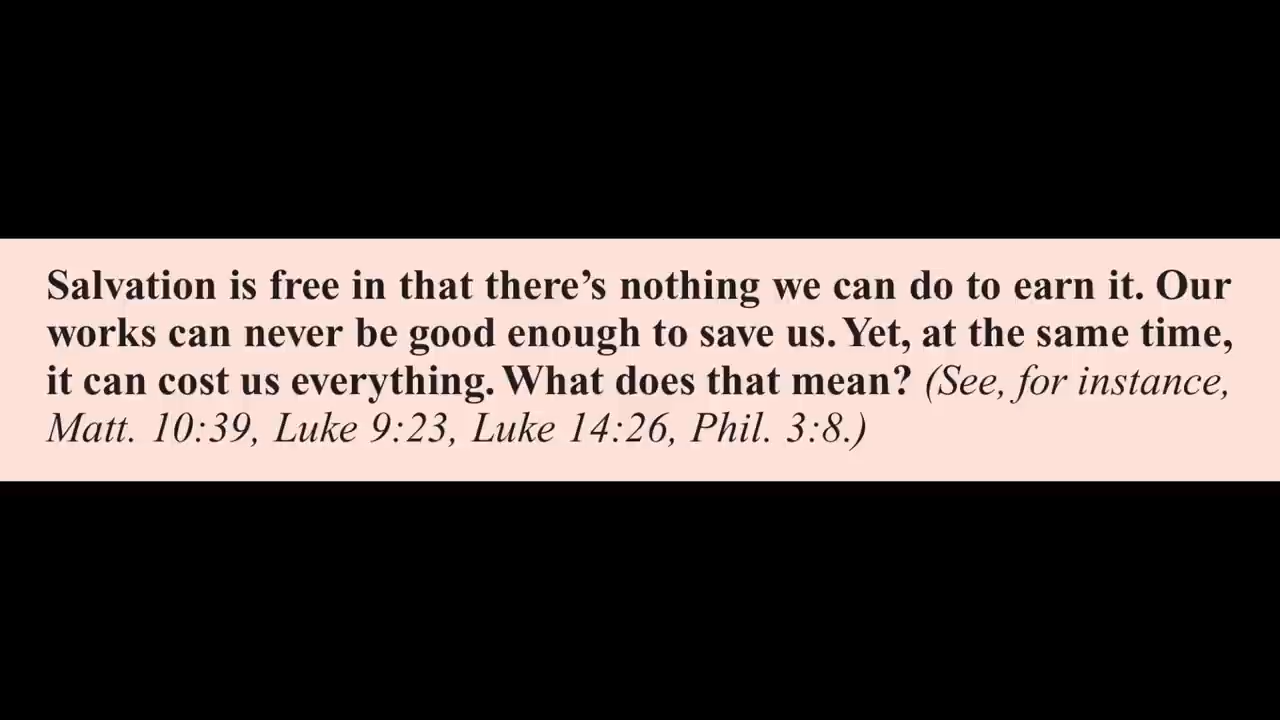 Salvation is free in that there’s nothing we can do to earn it. Our
works can never be good enough to save us. Yet, at the same time,
it can cost us everything. What does that mean? (See, for instance,
Matt. 10:39, Luke 9:23, Luke 14:26, Phil. 3:8.)